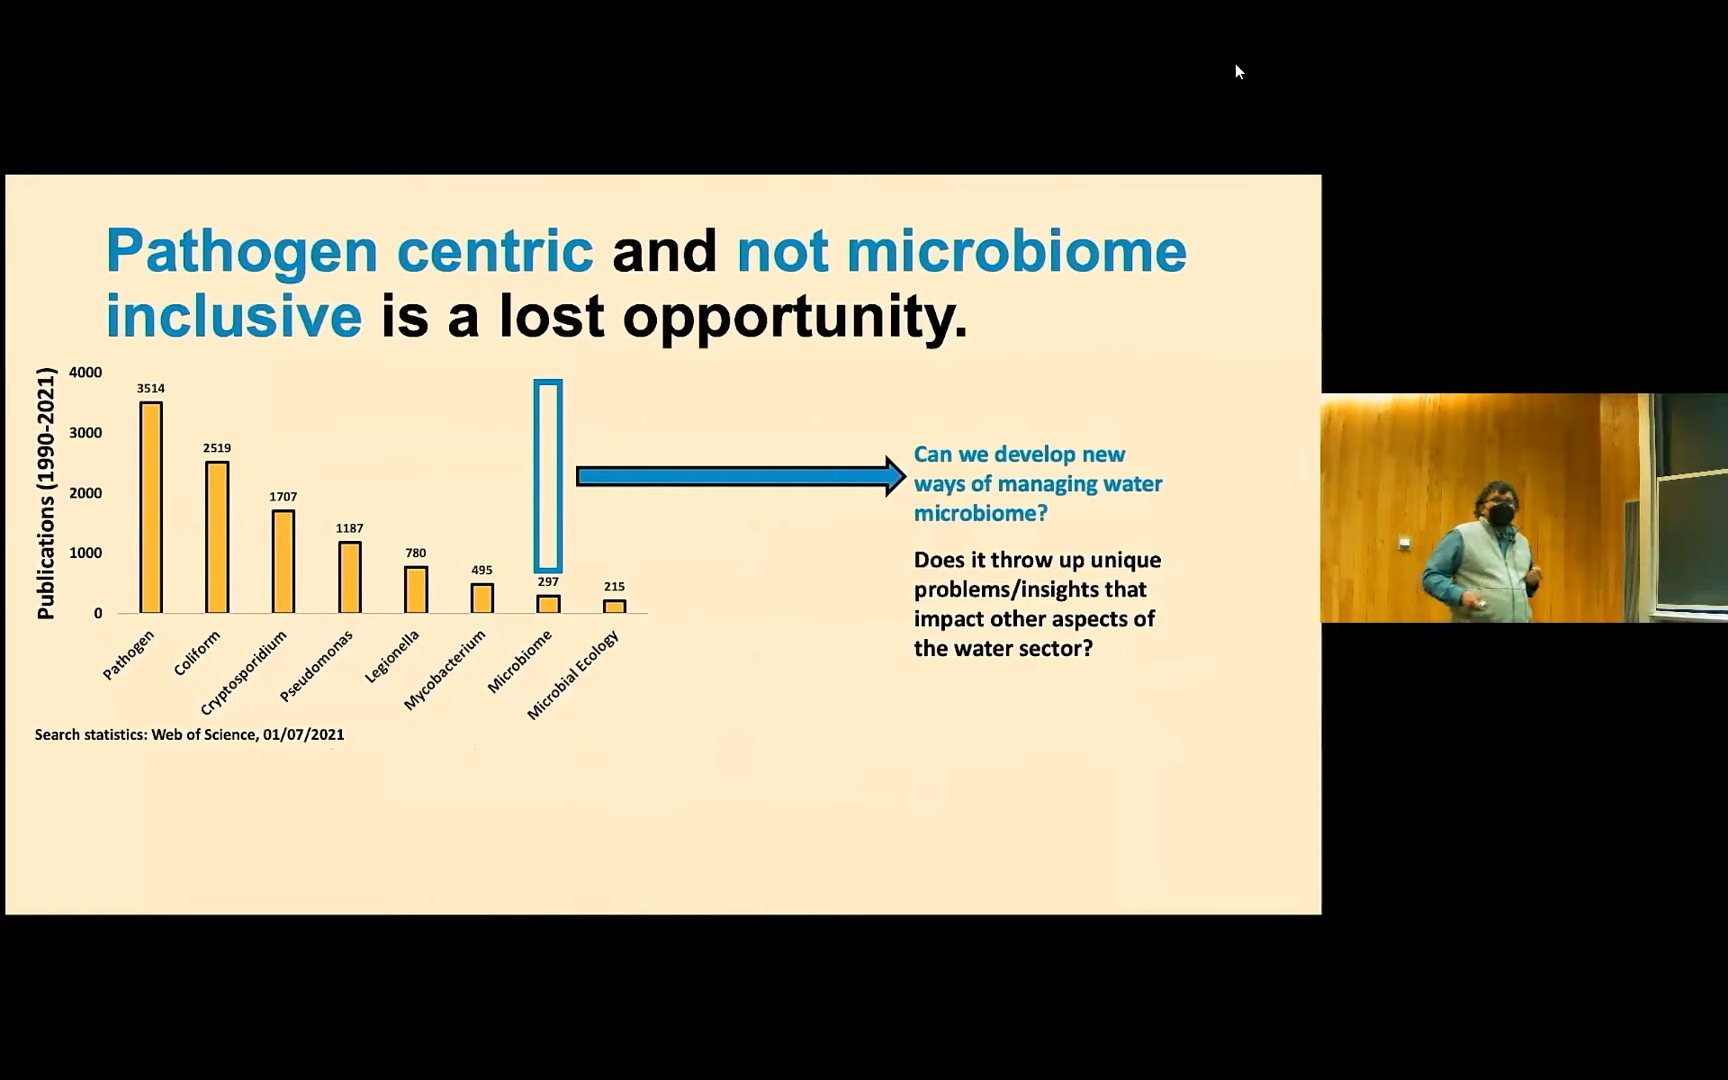 Pathogen centric and not microbiome
inclusive is a lost opportunity.
Publications (1990-2021)
4000
3000
2000
1000
0
3514
2519
1707
1187
780
495
297
215
Pathogen
Coliform
Cryptosporidium
Pseudomonas
Legionella
Mycobacterium
Microbiome
Microbial Ecology
Search statistics: Web of Science, 01/07/2021
Can we develop new
ways of managing water
microbiome?
Does it throw up unique
problems/insights that
impact other aspects of
the water sector?